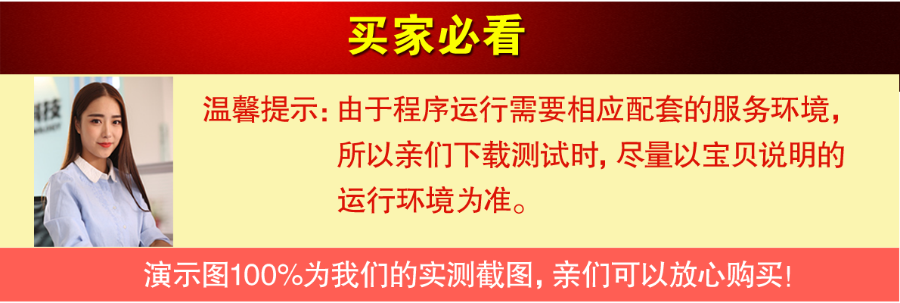 买家必看
温馨提示：由于程序运行需要相应配套的服务环境，
所以亲们下载测试时，尽量以宝贝说明的
运行环境为准。
演示图100%为我们的实测截图，亲们可以放心购买！